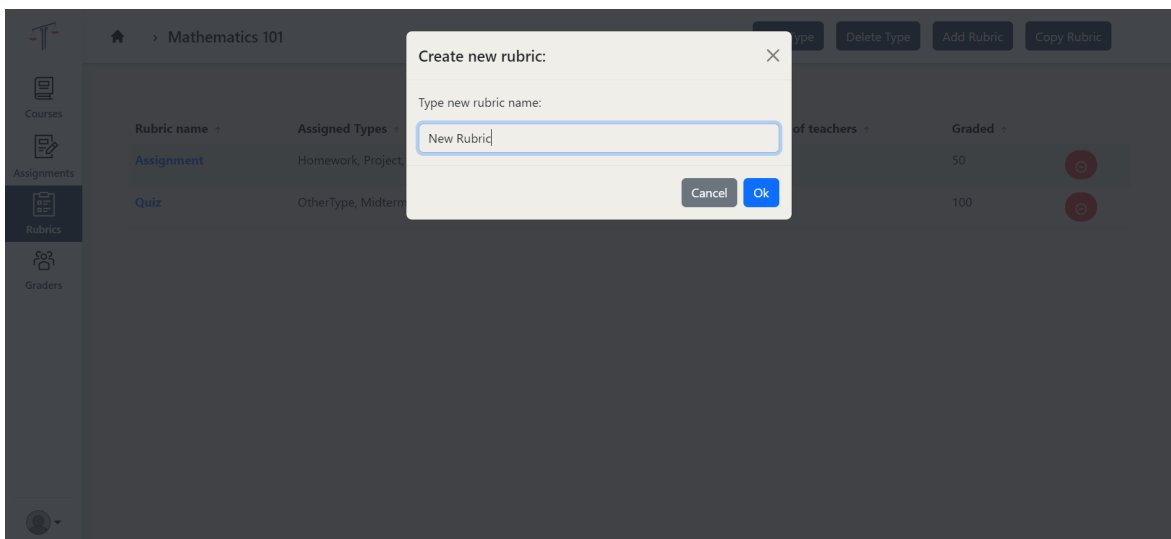 › Mathematics 101
Type Delete Type Add Rubric Copy Rubric
Create new rubric:
Type new rubric name:
New Rubric
Cancel Ok
Courses
Assignments
Rubrics
Graders
Rubric name Assigned Types of teachers Graded
Assignment Homework, Project, 50
Quiz OtherType, Midterm 100